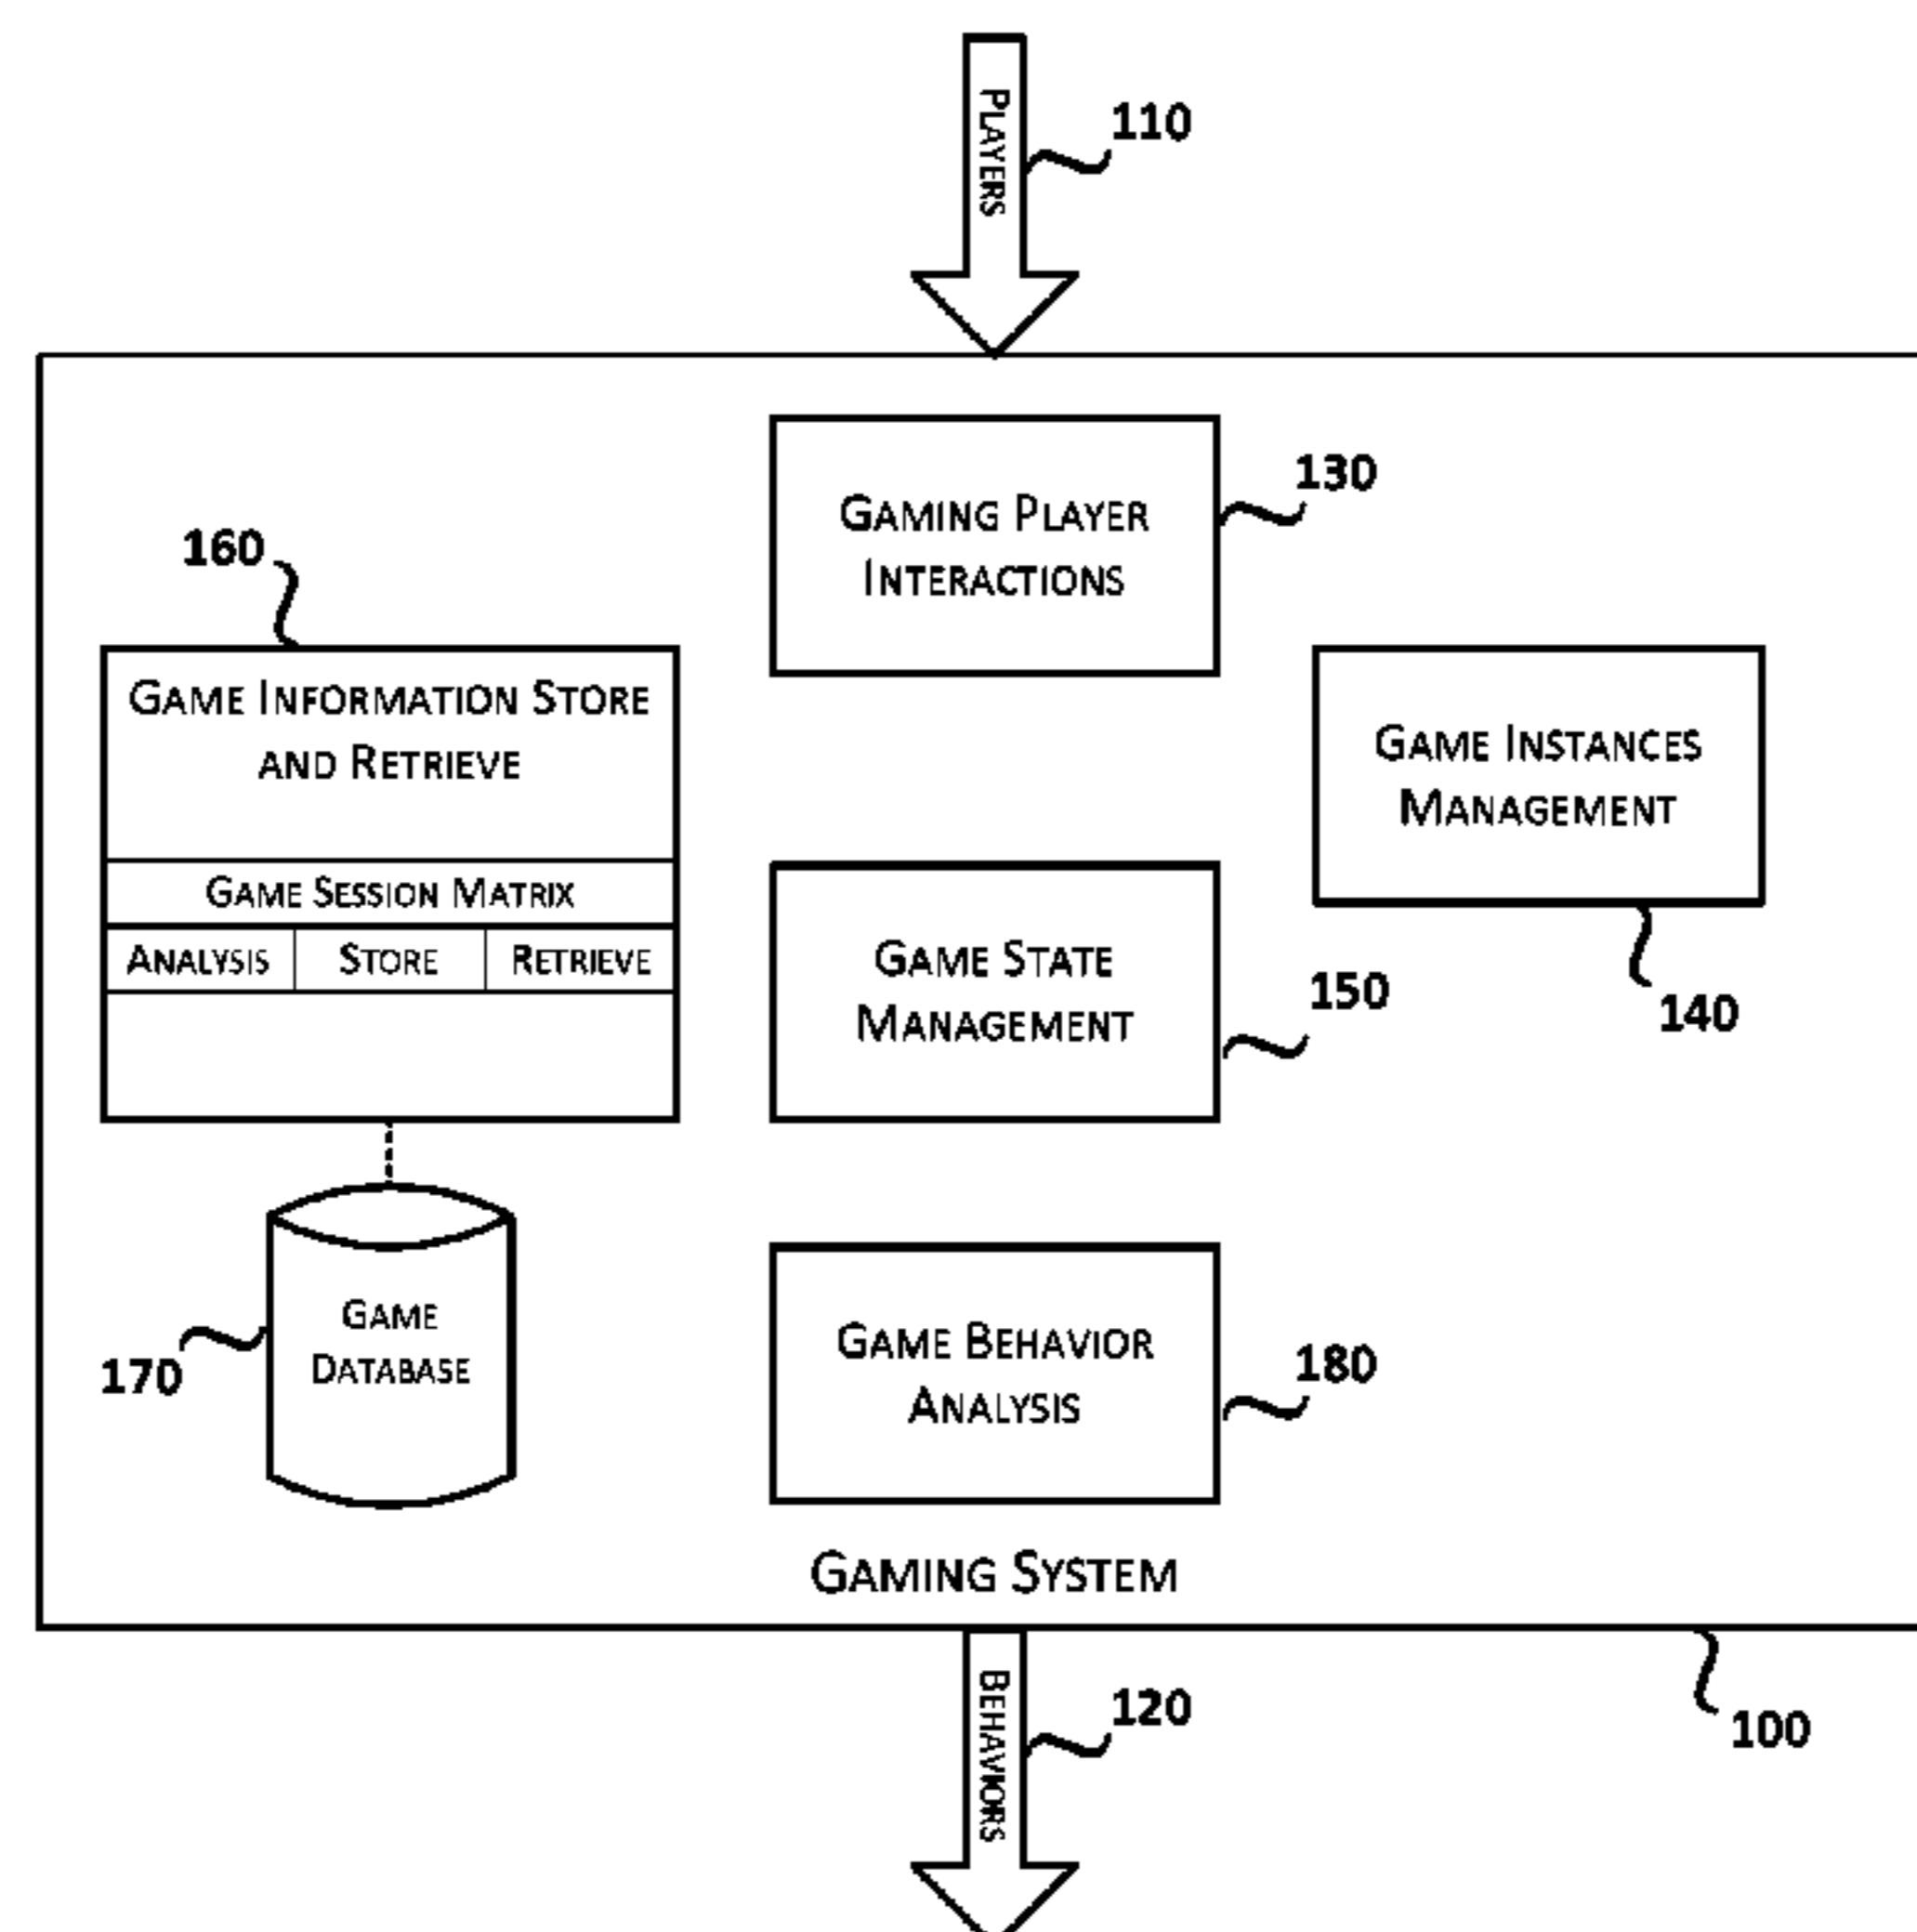 PLAYERS
110
GAMING PLAYER
INTERACTIONS
130
160
GAME INFORMATION STORE
AND RETRIEVE
GAME SESSION MATRIX
ANALYSIS STORE RETRIEVE
GAME INSTANCES
MANAGEMENT
140
GAME STATE
MANAGEMENT
150
GAME
DATABASE
170
GAME BEHAVIOR
ANALYSIS
180
GAMING SYSTEM
100
BEHAVIORS
120